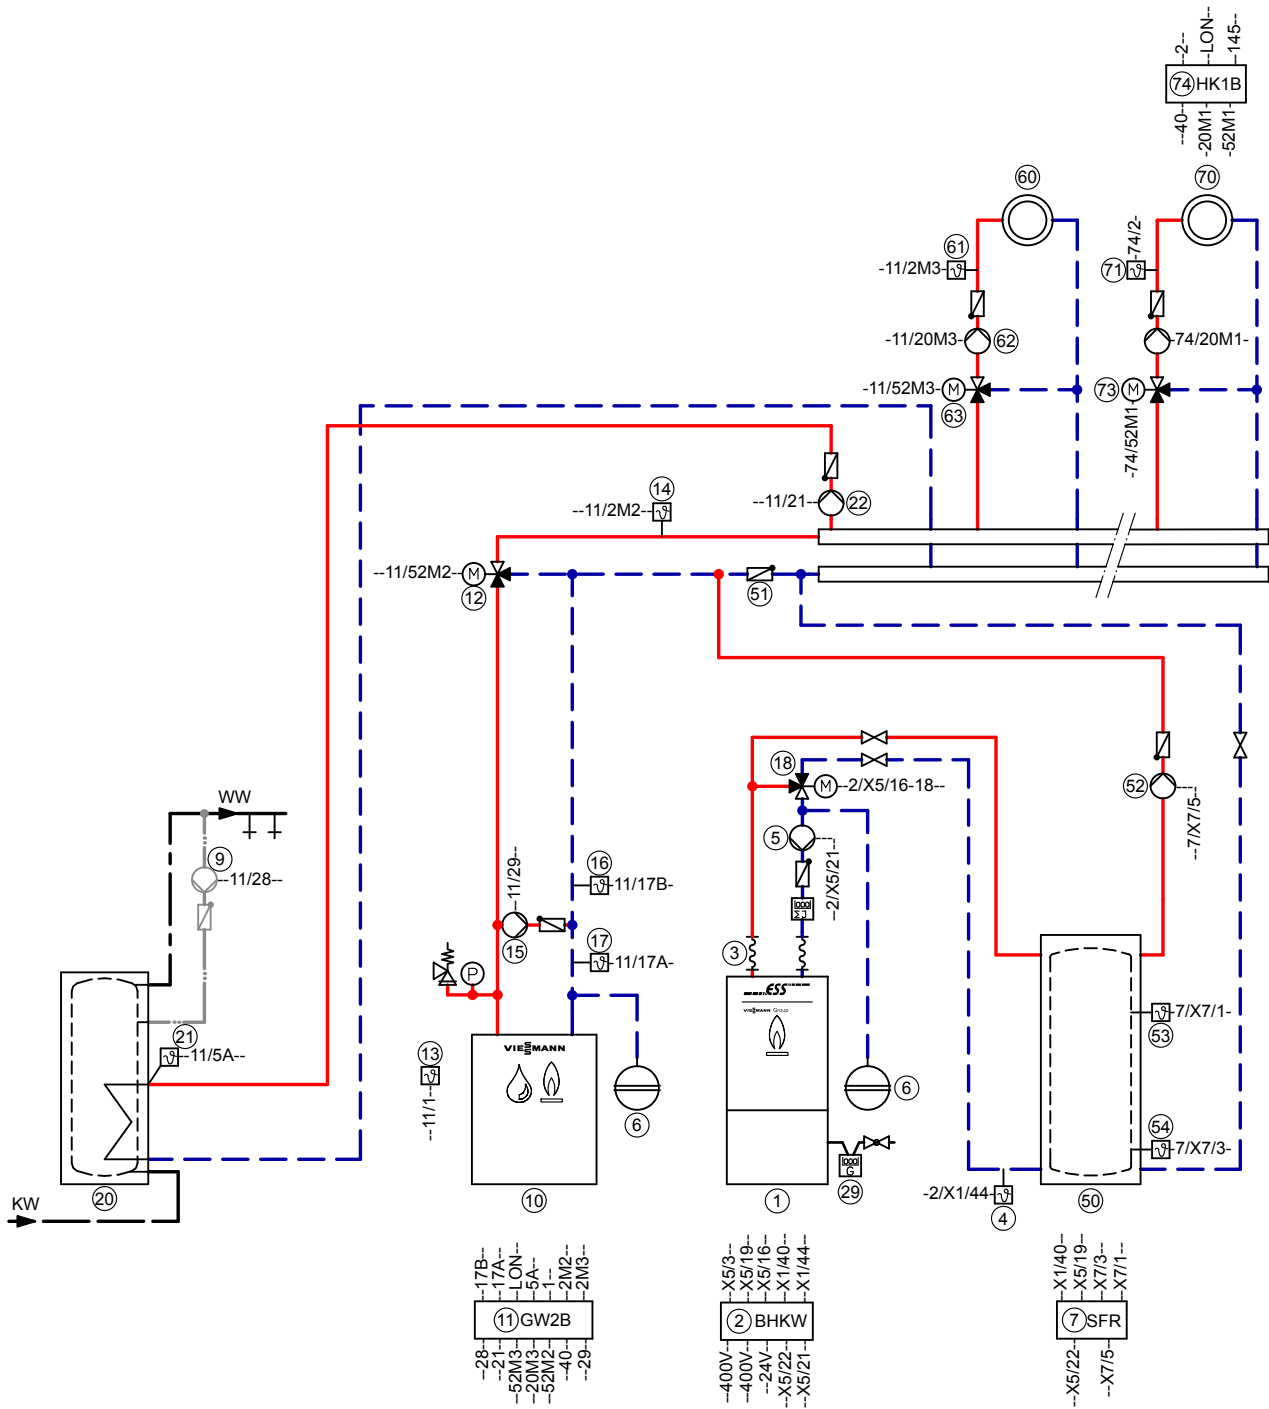 --2--
LON--
--145--
74 HK1B
--40--
-20M1-
-52M1-
60
70
61
-11/2M3-
71
-74/2-
-11/20M3-
62
-74/20M1-
-11/52M3-
M
63
73
M
-74/52M1
14
--11/2M2--
--11/21--
22
--11/52M2--
M
12
51
18
M
--2/X5/16-18--
52
--7/X7/5--
WW
9
--11/28--
5
--2/X5/21--
16
-11/17B-
--11/29--
15
17
-11/17A-
ΣJ
3
P
ESS
VIESMANN Group
21
--11/5A--
13
--11/1--
VIESMANN
6
6
7/X7/1-
53
54
-7/X7/3-
G
29
-2/X1/44-
4
KW
20
10
1
50
--17B--
--17A--
LON--
5A--
1--
2M2--
2M3--
11 GW2B
--28--
--21--
--52M3--
--20M3--
--52M2--
--40--
--29--
--X5/3--
--X5/19--
--X5/16--
--X1/40--
--X1/44--
2 BHKW
--400V--
--400V--
--24V--
--X5/22--
--X5/21--
--X1/40--
--X5/19--
--X7/3--
--X7/1--
7 SFR
--X5/22--
--X7/5--